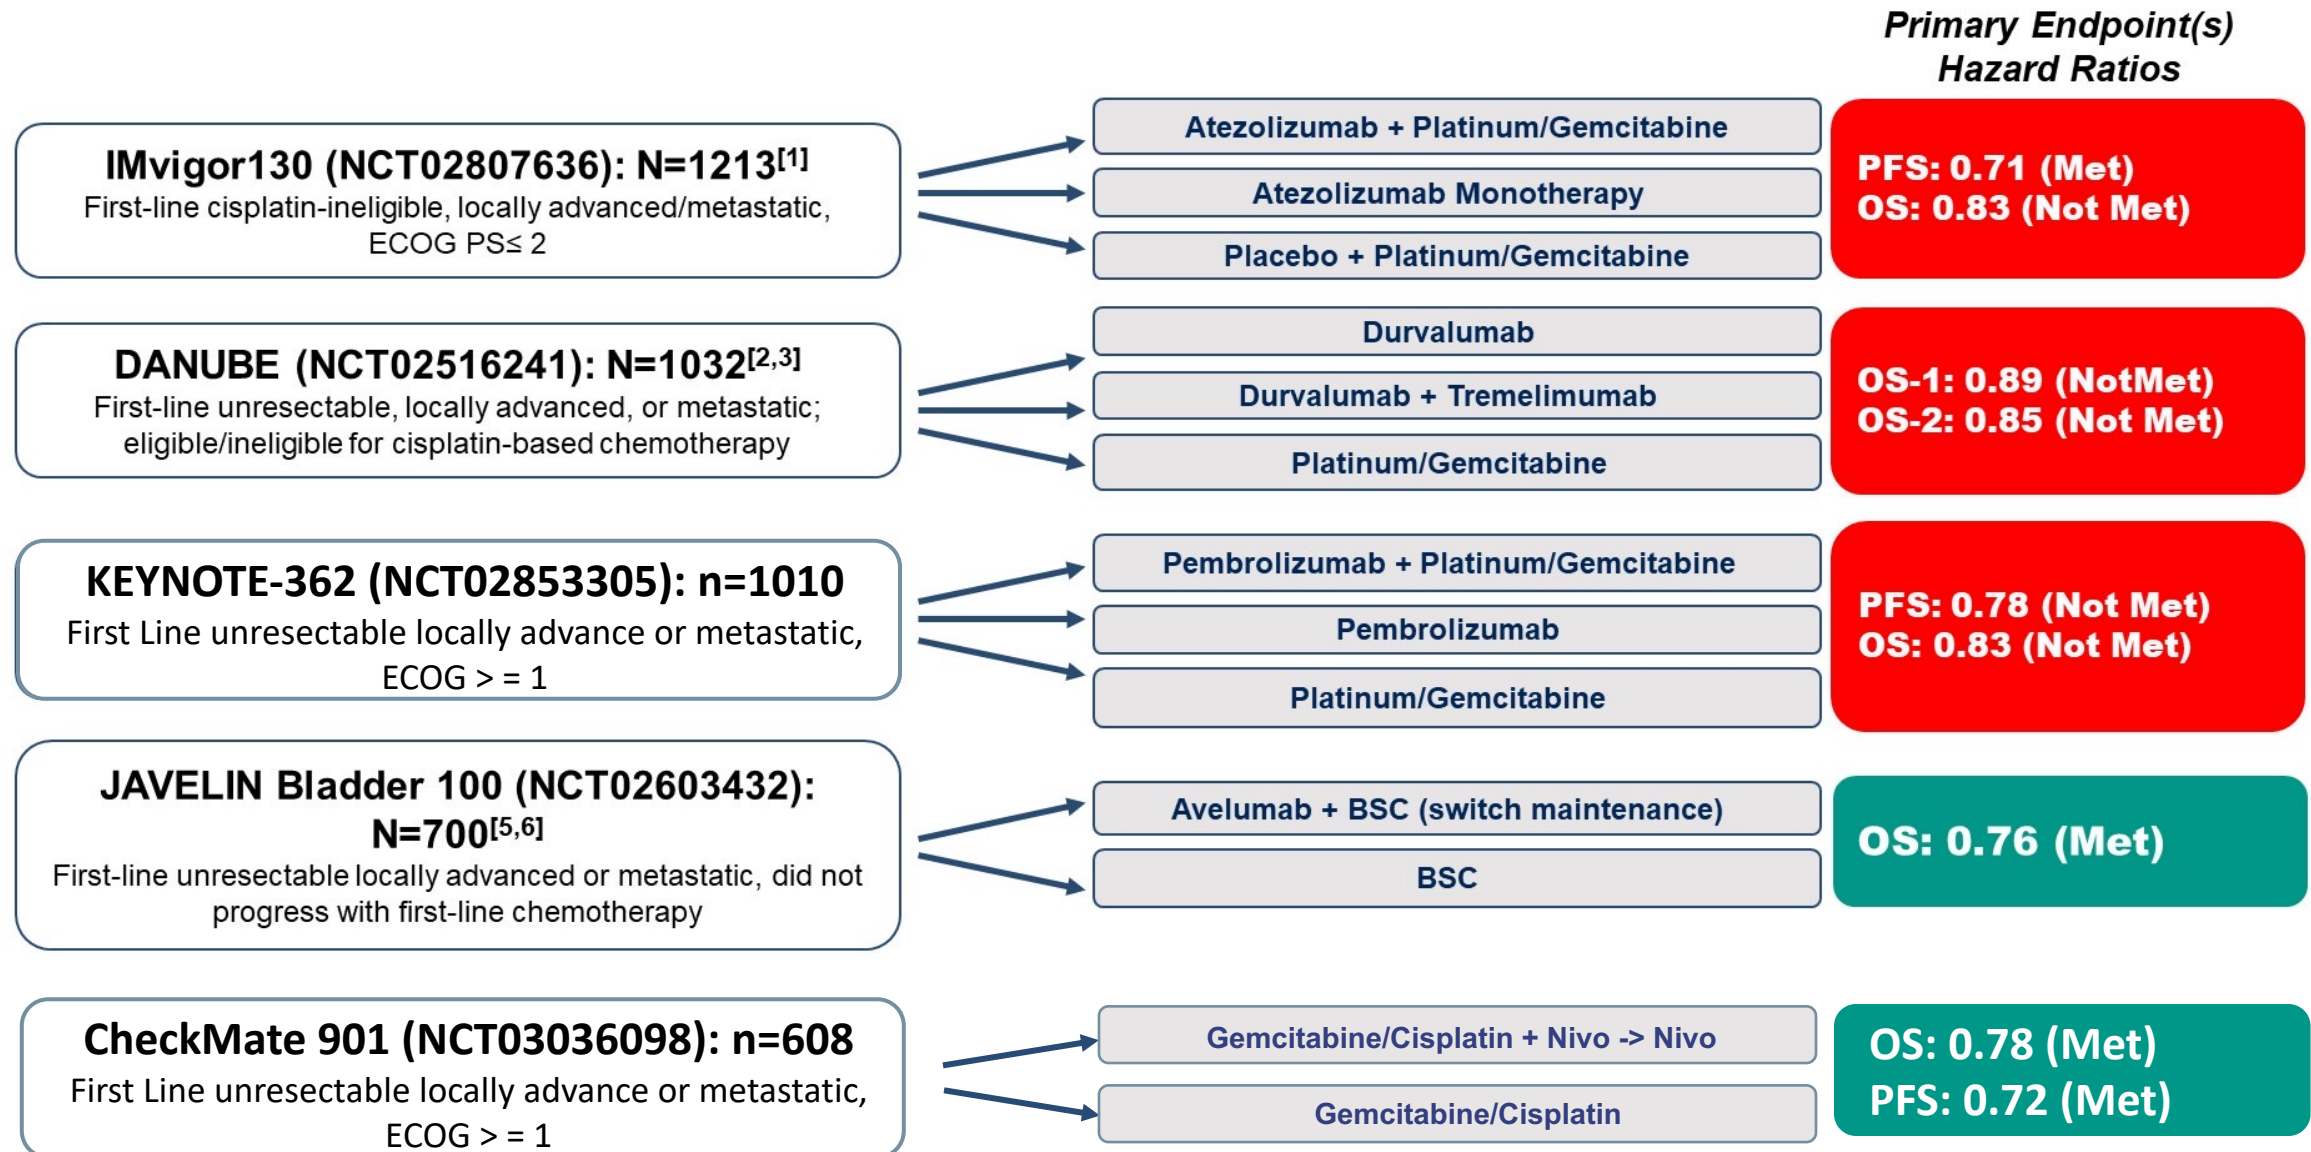 Primary Endpoint(s)
Hazard Ratios
IMvigor130 (NCT02807636): N=1213[1]
First-line cisplatin-ineligible, locally advanced/metastatic,
ECOG PS≤ 2
Atezolizumab + Platinum/Gemcitabine
Atezolizumab Monotherapy
Placebo + Platinum/Gemcitabine
PFS: 0.71 (Met)
OS: 0.83 (Not Met)
DANUBE (NCT02516241): N=1032[2,3]
First-line unresectable, locally advanced, or metastatic;
eligible/ineligible for cisplatin-based chemotherapy
Durvalumab
Durvalumab + Tremelimumab
Platinum/Gemcitabine
OS-1: 0.89 (NotMet)
OS-2: 0.85 (Not Met)
KEYNOTE-362 (NCT02853305): n=1010
First Line unresectable locally advance or metastatic,
ECOG > = 1
Pembrolizumab + Platinum/Gemcitabine
Pembrolizumab
Platinum/Gemcitabine
PFS: 0.78 (Not Met)
OS: 0.83 (Not Met)
JAVELIN Bladder 100 (NCT02603432):
N=700[5,6]
First-line unresectable locally advanced or metastatic, did not
progress with first-line chemotherapy
Avelumab + BSC (switch maintenance)
BSC
OS: 0.76 (Met)
CheckMate 901 (NCT03036098): n=608
First Line unresectable locally advance or metastatic,
ECOG > = 1
Gemcitabine/Cisplatin + Nivo -> Nivo
Gemcitabine/Cisplatin
OS: 0.78 (Met)
PFS: 0.72 (Met)